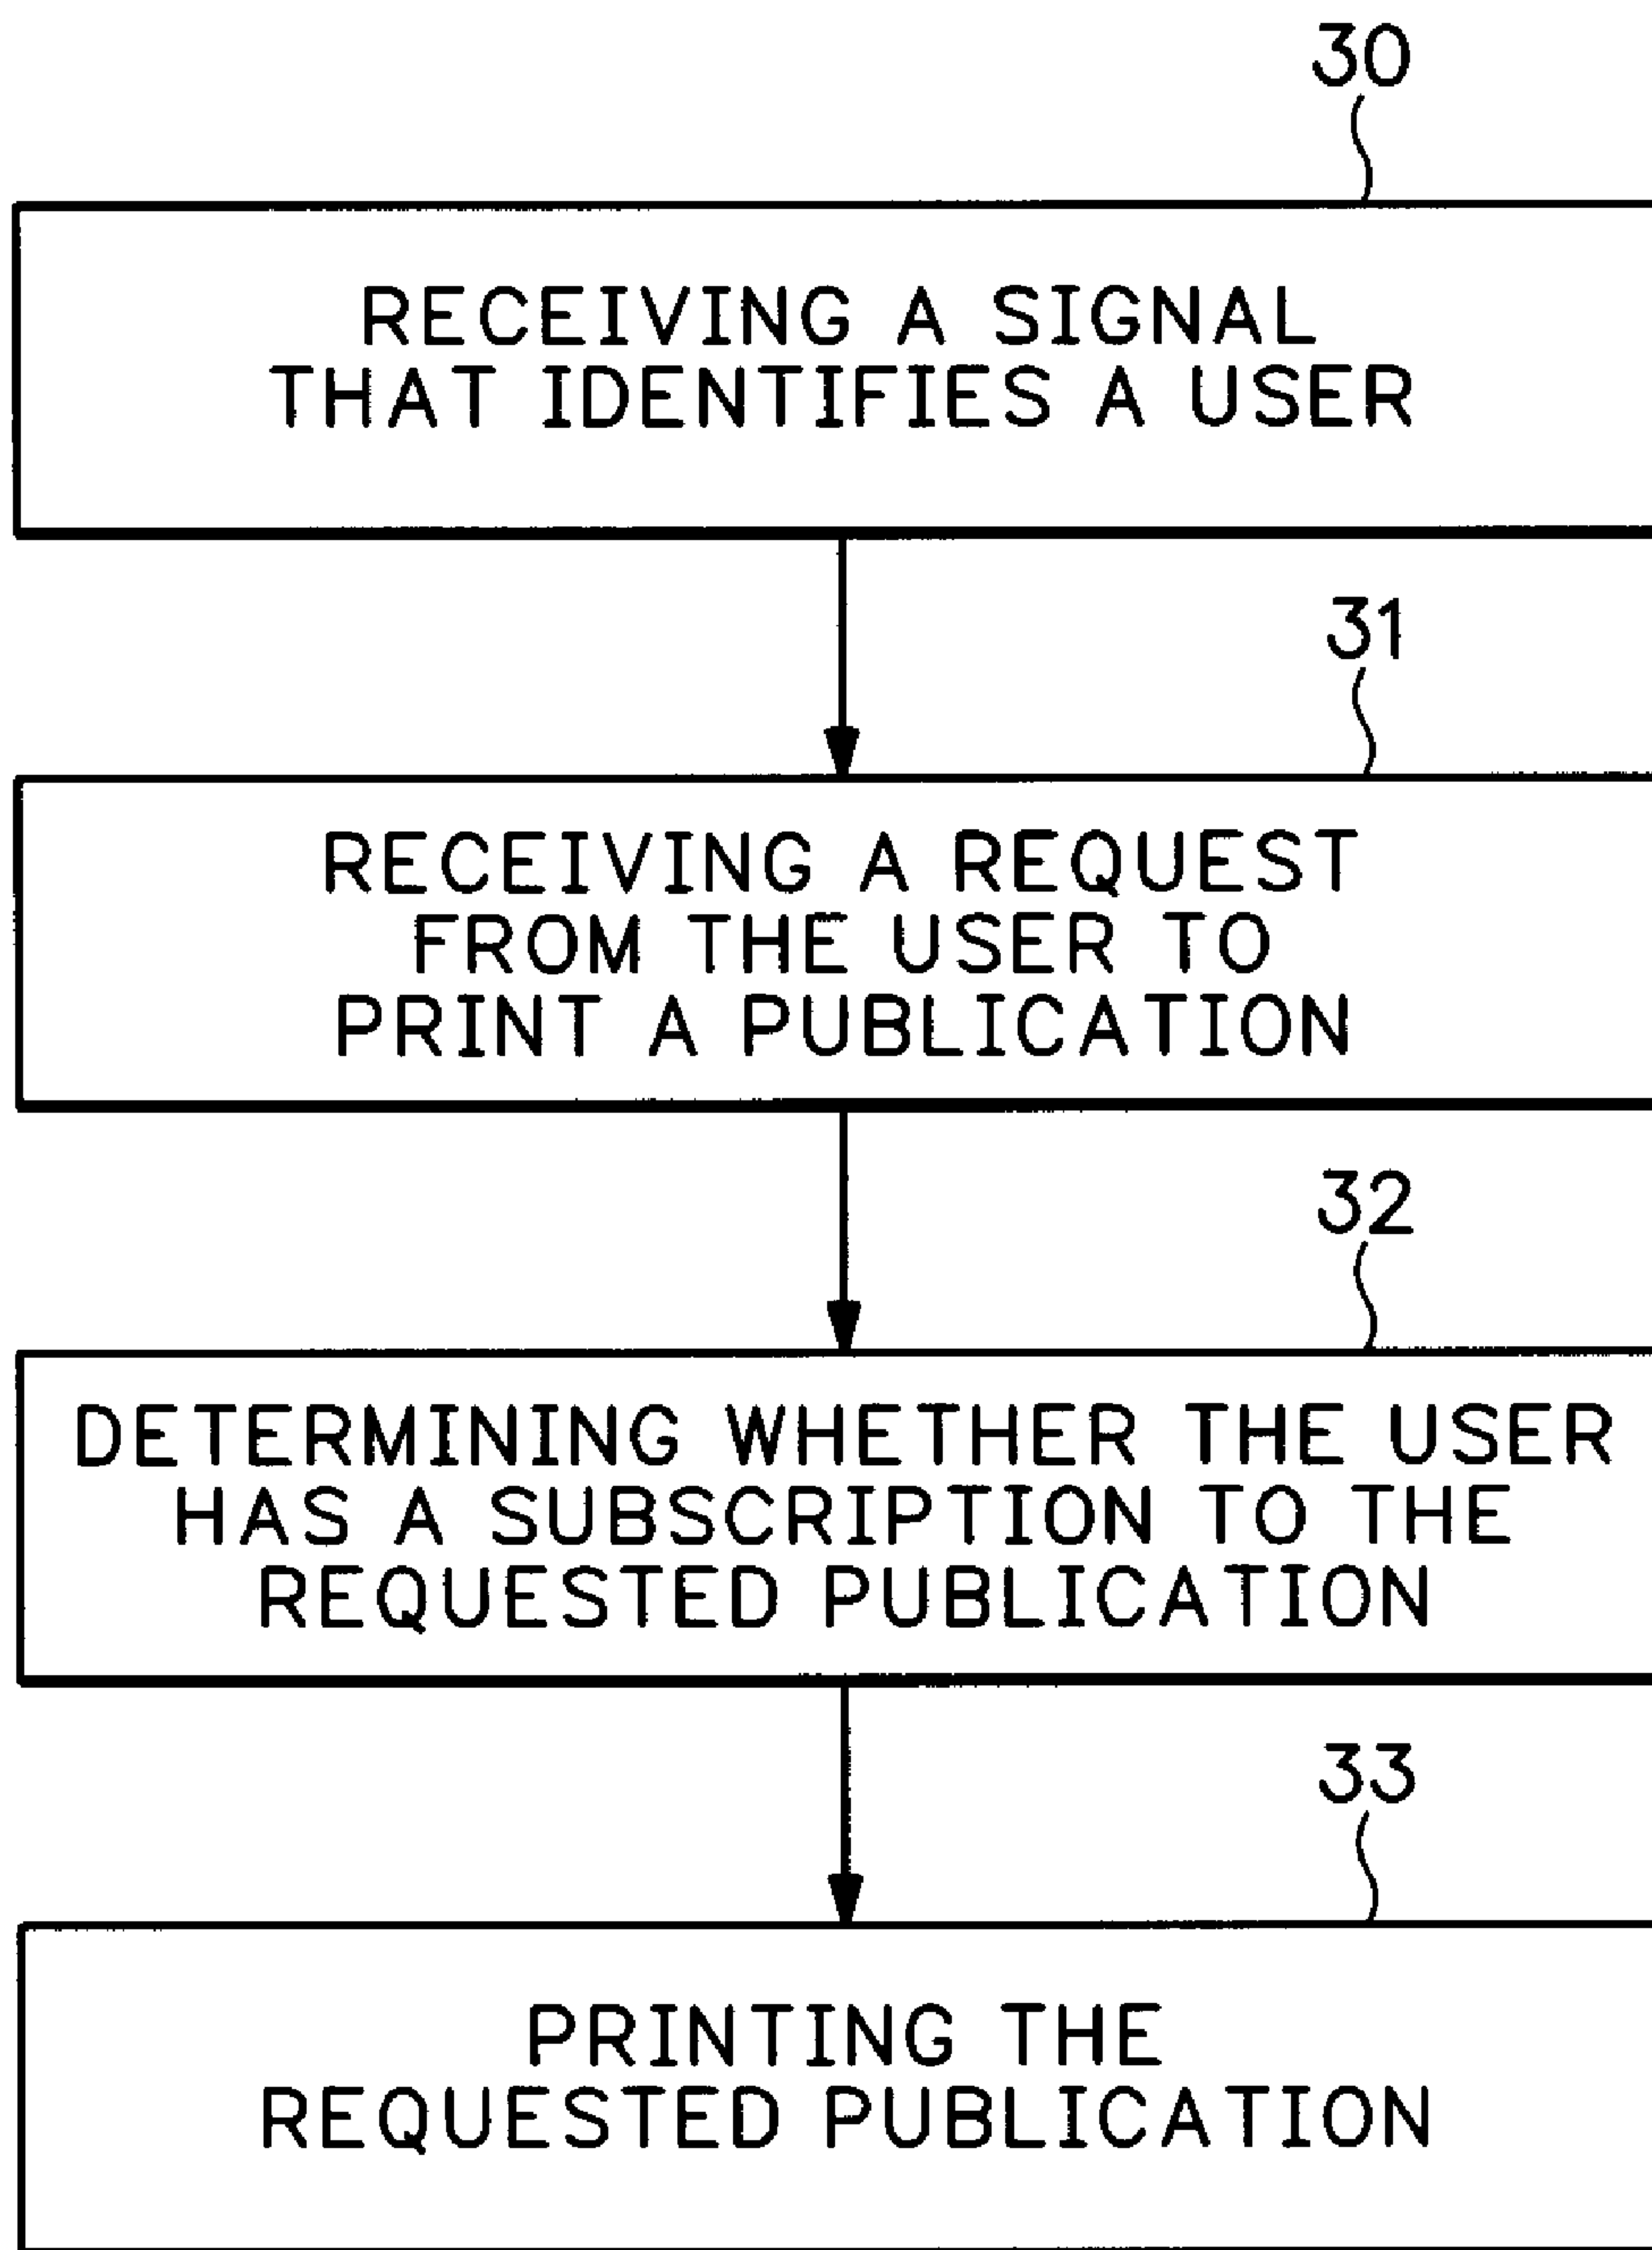 30
RECEIVING A SIGNAL
THAT IDENTIFIES A USER
31
RECEIVING A REQUEST
FROM THE USER TO
PRINT A PUBLICATION
32
DETERMINING WHETHER THE USER
HAS A SUBSCRIPTION TO THE
REQUESTED PUBLICATION
33
PRINTING THE
REQUESTED PUBLICATION